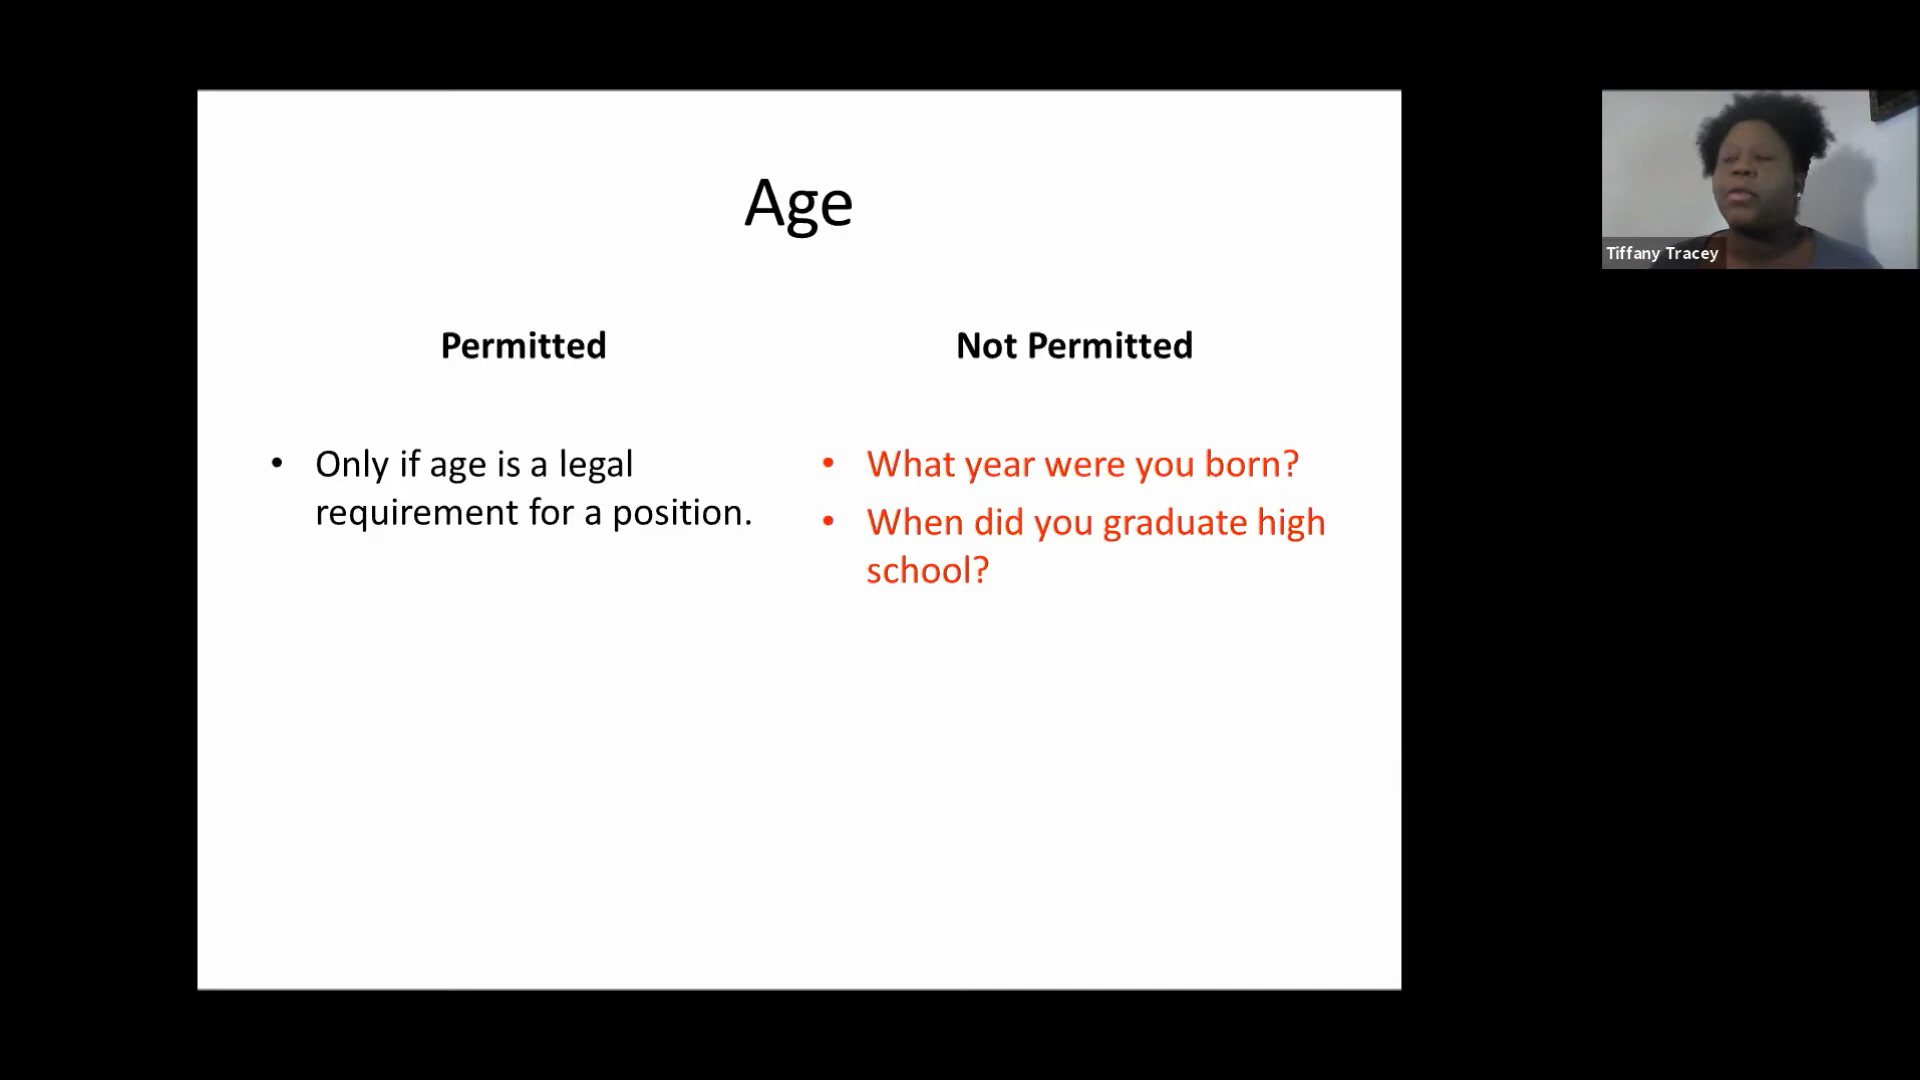 Age
Permitted
• Only if age is a legal
requirement for a position.
Not Permitted
• What year were you born?
• When did you graduate high
school?
Tiffany Tracey